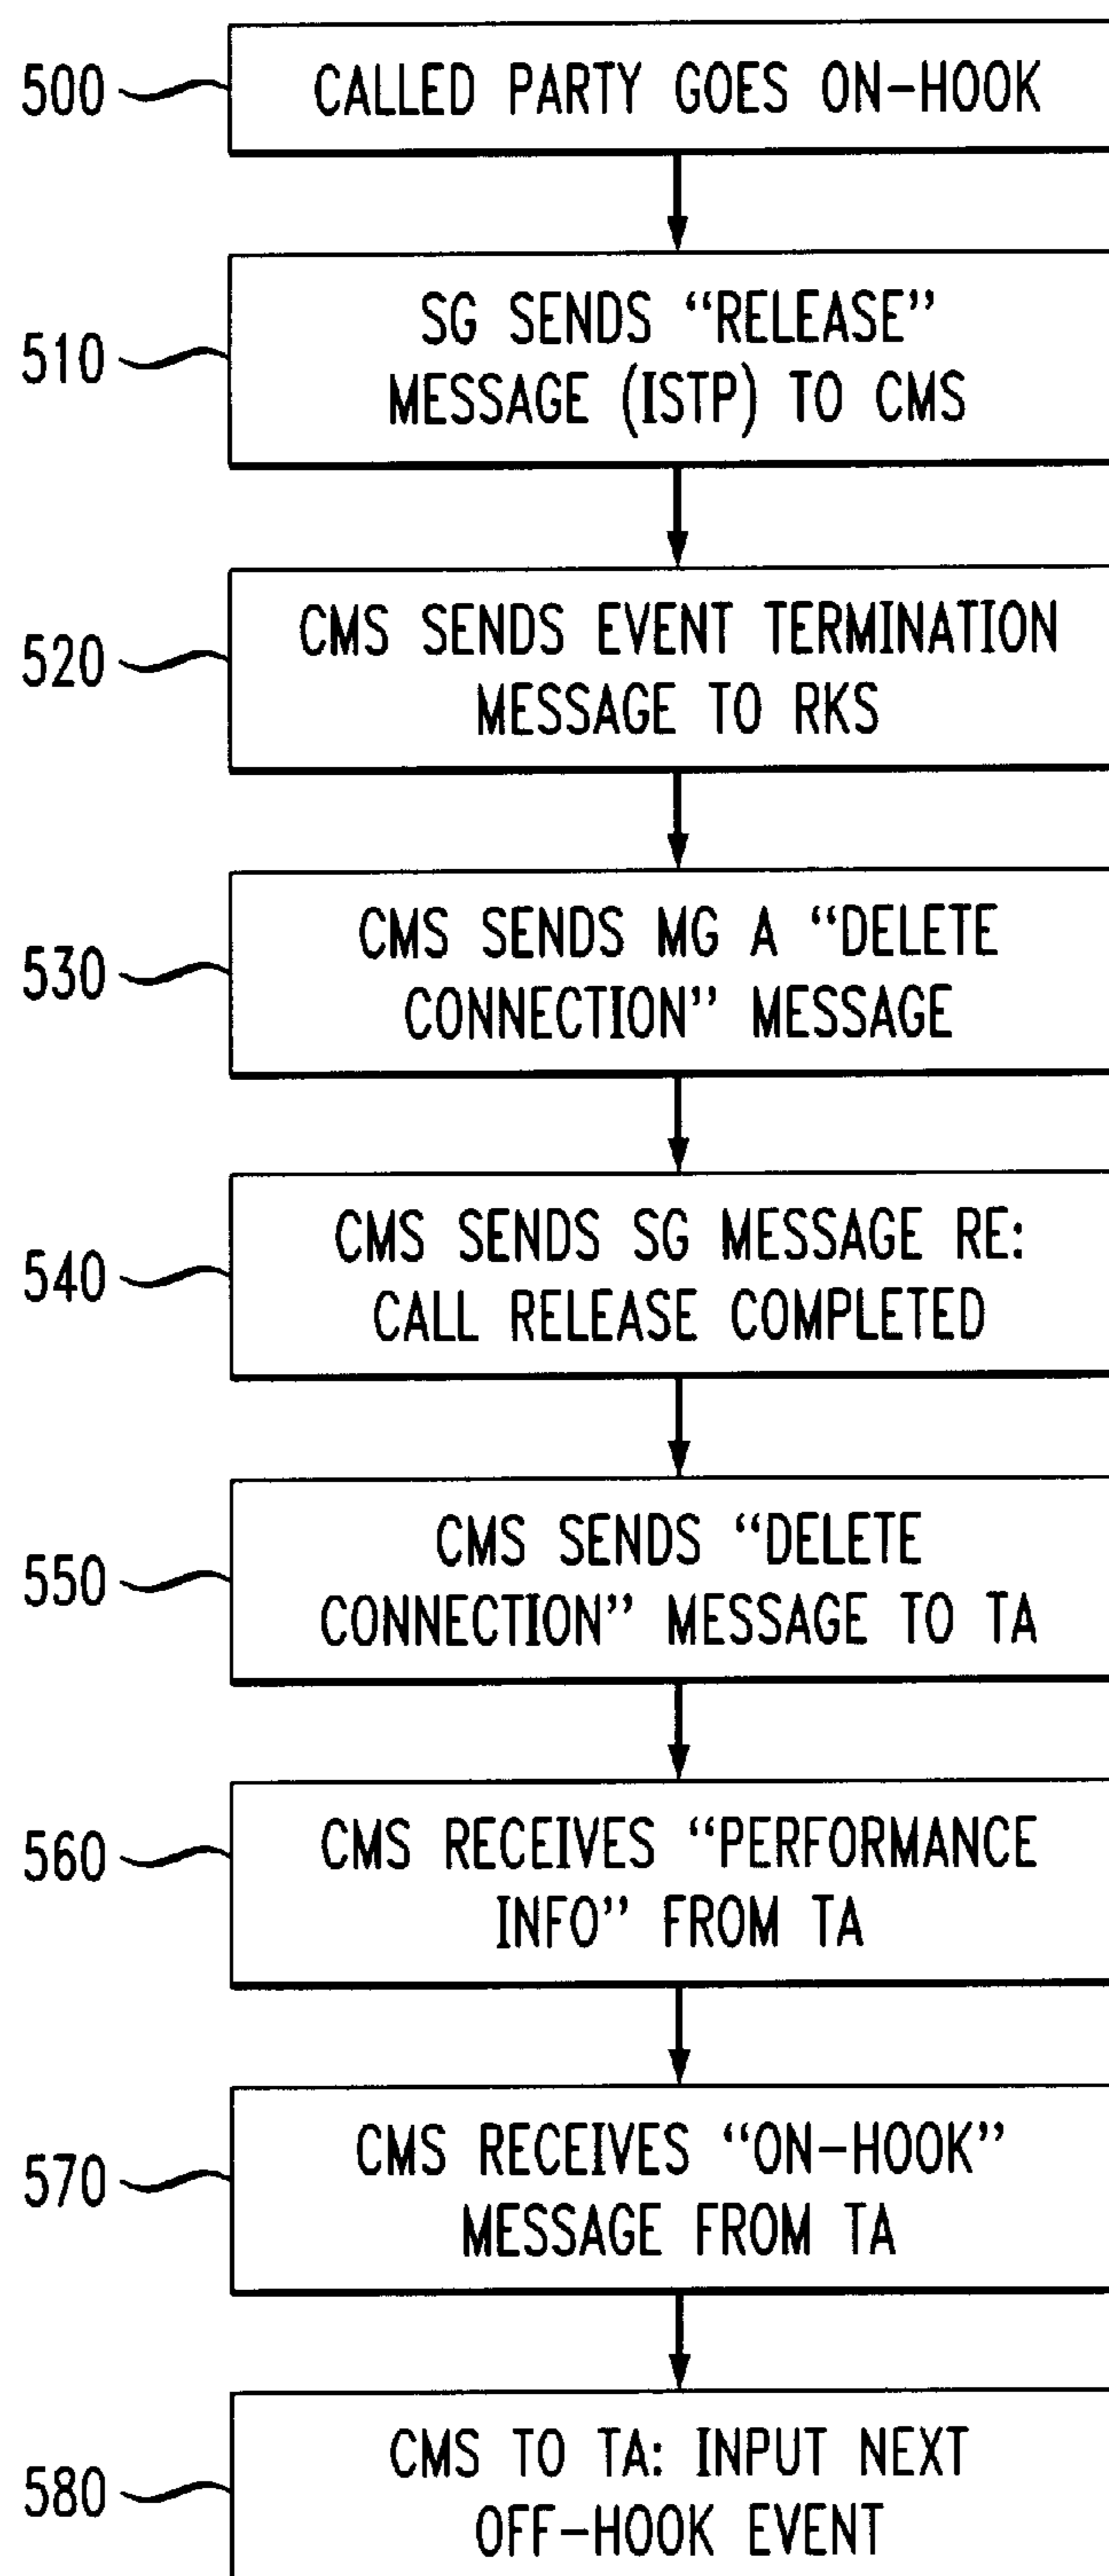 500
CALLED PARTY GOES ON-HOOK
510
SG SENDS “RELEASE”
MESSAGE (ISTP) TO CMS
520
CMS SENDS EVENT TERMINATION
MESSAGE TO RKS
530
CMS SENDS MG A “DELETE
CONNECTION” MESSAGE
540
CMS SENDS SG MESSAGE RE:
CALL RELEASE COMPLETED
550
CMS SENDS “DELETE
CONNECTION” MESSAGE TO TA
560
CMS RECEIVES “PERFORMANCE
INFO” FROM TA
570
CMS RECEIVES “ON-HOOK”
MESSAGE FROM TA
580
CMS TO TA: INPUT NEXT
OFF-HOOK EVENT